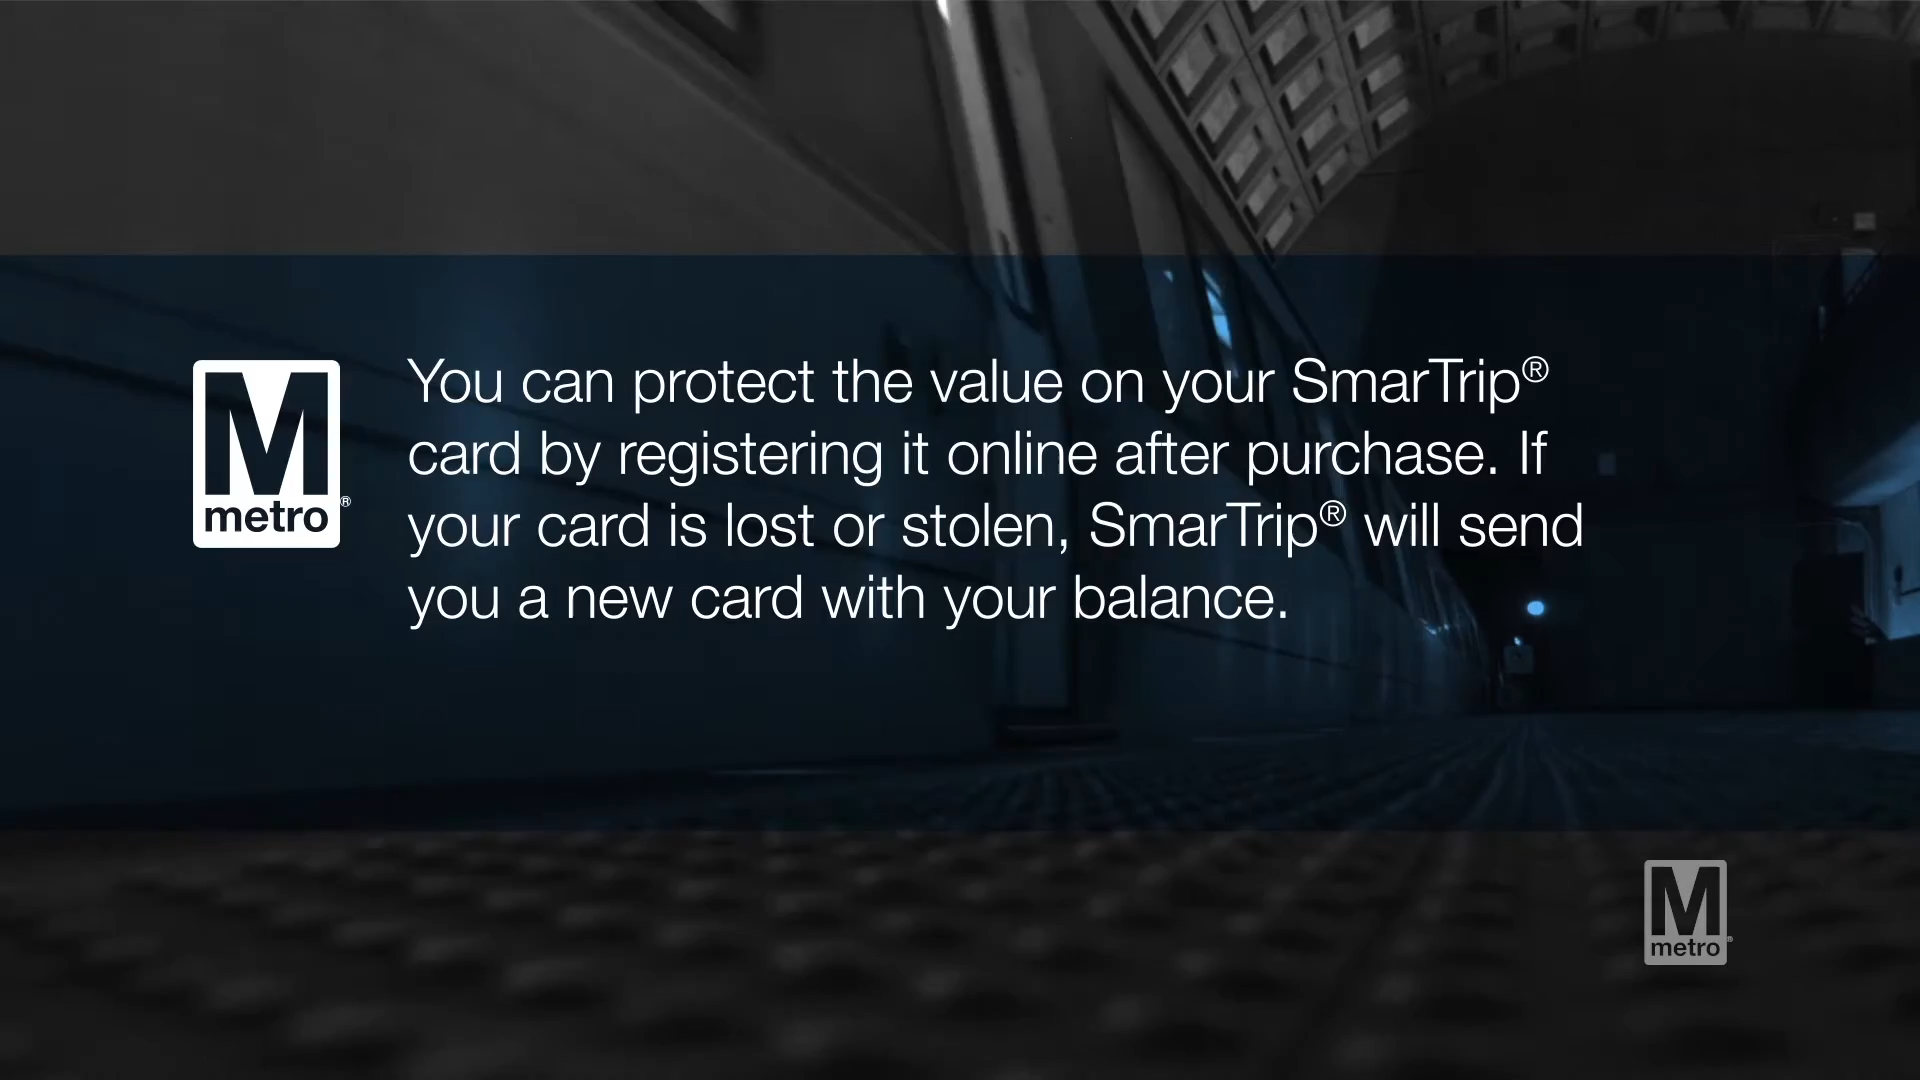 M
metro®
You can protect the value on your SmarTrip®
card by registering it online after purchase. If
your card is lost or stolen, SmarTrip® will send
you a new card with your balance.
M
metro®